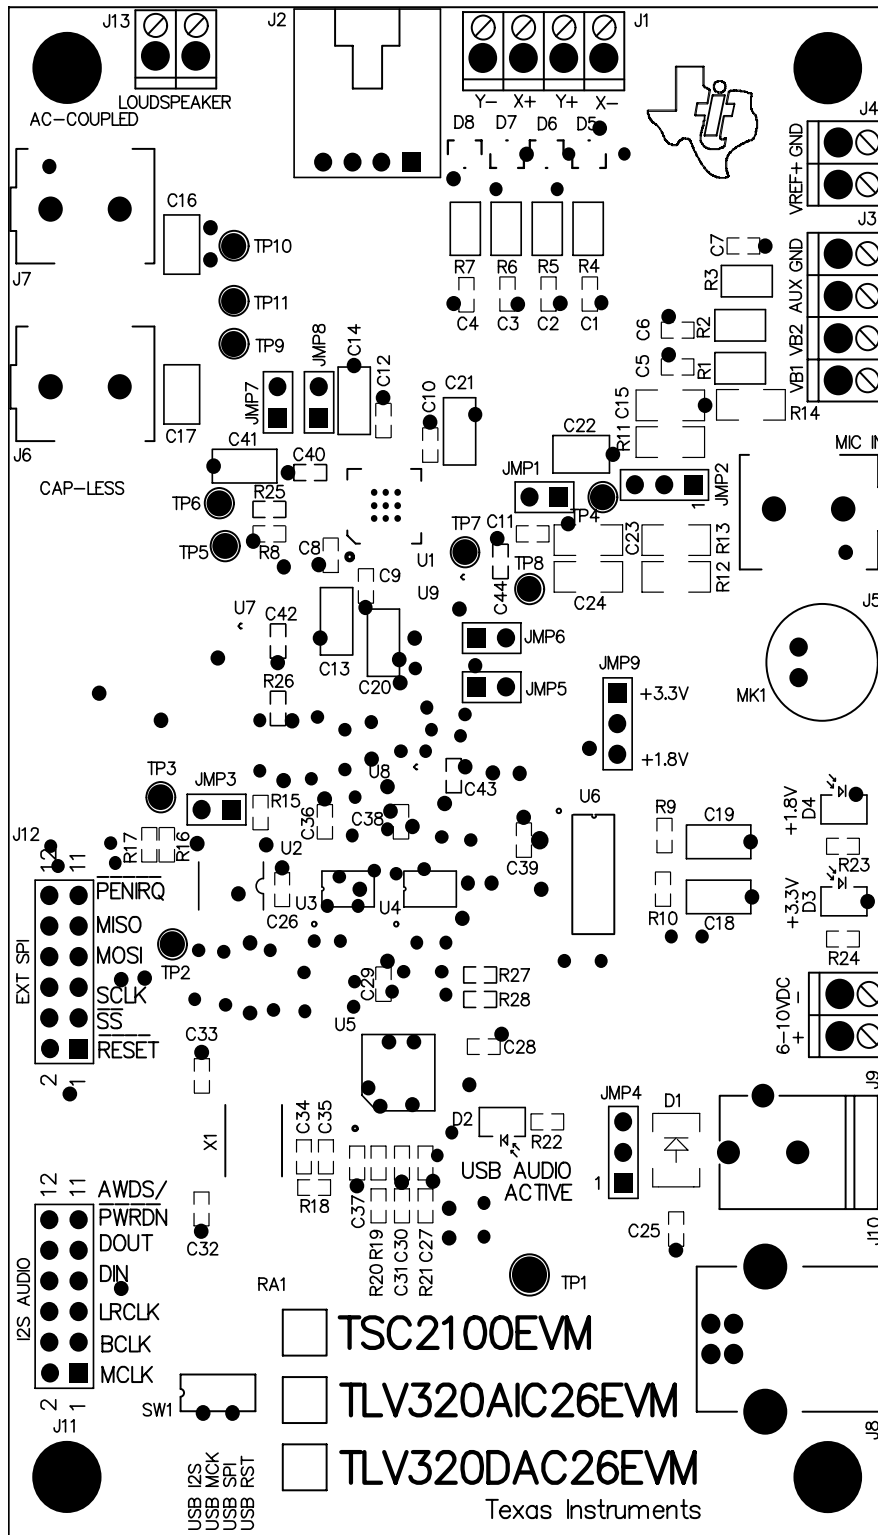 J13
J2
J1
LOUDSPEAKER
AC-COUPLED
Y- X+ Y+ X-
D8 D7 D6 D5
J4
VREF+ GND
J3
C16
TP10
J7
R7 R6 R5 R4
C7
R3
AUX GND
TP11
C4 C3 C2 C1
C6
R2
VB2
TP9
JMP8
C14
C5
R1
VB1
JMP7
C12
C10
C21
C15
R14
C17
J6
C41
C22
R11
MIC IN
CAP-LESS
C40
JMP1
JMP2
1
TP6
R25
TP7
C11
TP4
C23
R13
TP5
R8
C8
U1
TP8
R12
C9
U9
C44
C24
J5
U7
C42
JMP6
C13
JMP9
R26
C20
JMP5
+3.3V
MK1
+1.8V
TP3
JMP3
U8
R15
C43
U6
+1.8V
D4
J12
R17
R16
C36
C38
R9
C19
12 11
U2
C39
R23
PENIRQ
C26
U3
U4
R10
C18
+3.3V
D3
MISO
MOSI
EXT SPI
TP2
R24
SCLK
C29
R27
SS
R28
6-10VDC
- +
U5
RESET
C33
C28
J9
2 1
JMP4
D1
C34
C35
D2
R22
X1
USB AUDIO
ACTIVE
12 11
AWDS/
R18
C37
1
PWRDN
C32
C25
J10
DOUT
R19
C30
C27
DIN
R20
C31
R21
I2S AUDIO
RA1
TP1
LRCLK
TSC2100EVM
BCLK
MCLK
TLV320AIC26EVM
2 1
SW1
J11
J8
TLV320DAC26EVM
USB I2S
USB MCK
USB SPI
USB RST
Texas Instruments